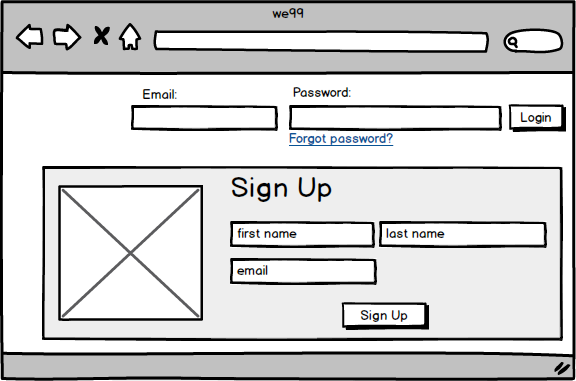 we99
Email:
Password:
Login
Forgot password?
Sign Up
first name
last name
email
Sign Up